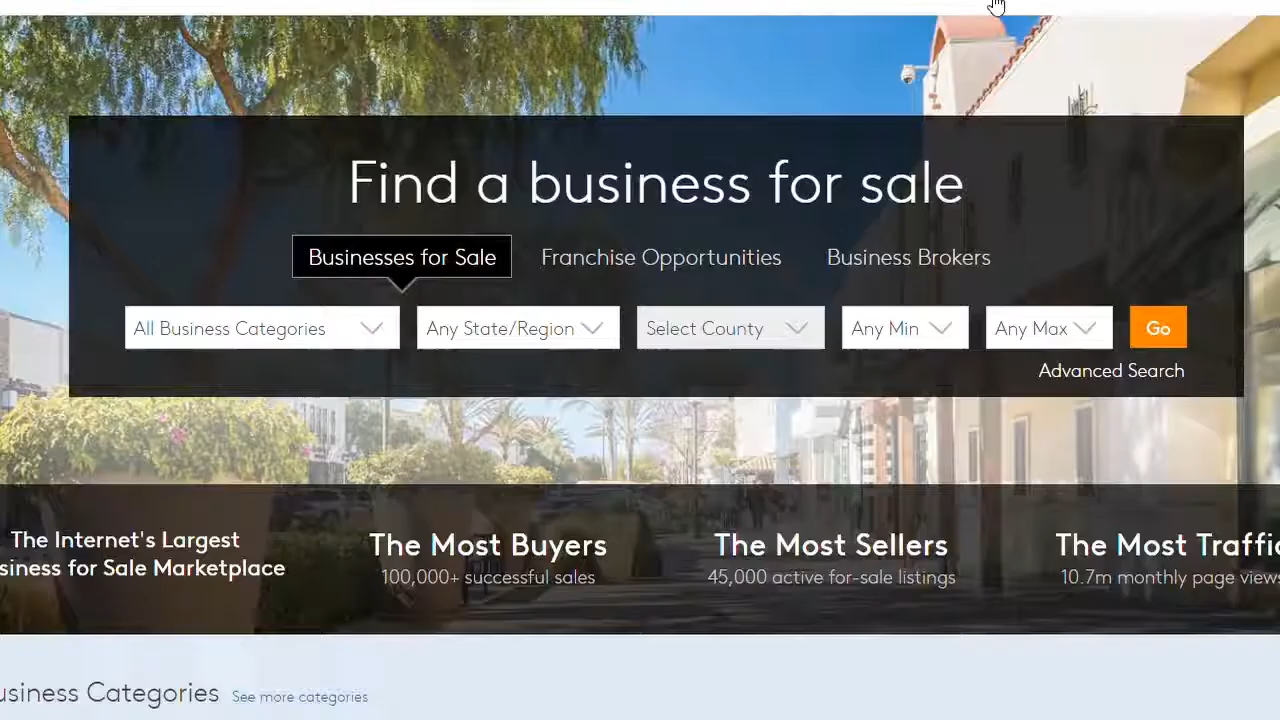 Find a business for sale
Businesses for Sale Franchise Opportunities Business Brokers
All Business Categories Any State/Region Select County Any Min Any Max Go
Advanced Search
The Internet's Largest
siness for Sale Marketplace
The Most Buyers
100,000+ successful sales
The Most Sellers
45,000 active for-sale listings
The Most Traffic
10.7m monthly page views
usiness Categories See more categories